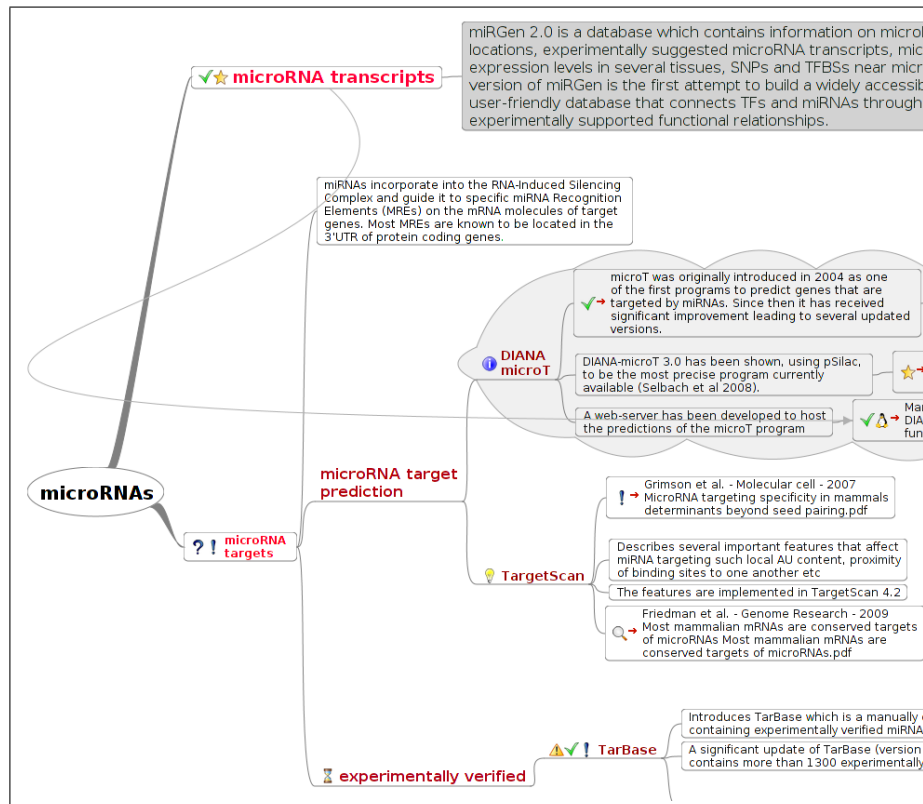 miRGen 2.0 is a database which contains information on
locations, experimentally suggested microRNA transcripts,
expression levels in several tissues, SNPs and TFBSs near
version of miRGen is the first attempt to build a widely
user-friendly database that connects TFs and miRNAs through
experimentally supported functional relationships.
microRNA transcripts
miRNAs incorporate into the RNA-Induced Silencing
Complex and guide it to specific miRNA Recognition
Elements (MREs) on the mRNA molecules of target
genes. Most MREs are known to be located in the
3'UTR of protein coding genes.
microT was originally introduced in 2004 as one
of the first programs to predict genes that are
targeted by miRNAs. Since then it has received
significant improvement leading to several updated
versions.
DIANA
microT
DIANA-microT 3.0 has been shown, using pSilac,
to be the most precise program currently
available (Selbach et al 2008).
A web-server has been developed to host
the predictions of the microT program
microRNAs
microRNA target
prediction
? ! microRNA
targets
! Grimson et al. - Molecular cell - 2007
MicroRNA targeting specificity in mammals
determinants beyond seed pairing.pdf
Describes several important features that affect
miRNA targeting such local AU content, proximity
of binding sites to one another etc
TargetScan
The features are implemented in TargetScan 4.2
Friedman et al. - Genome Research - 2009
Most mammalian mRNAs are conserved targets
of microRNAs Most mammalian mRNAs are
conserved targets of microRNAs.pdf
experimentally verified
! TarBase
Introduces TarBase which is a manually
containing experimentally verified
A significant update of TarBase (version
contains more than 1300 experimentally